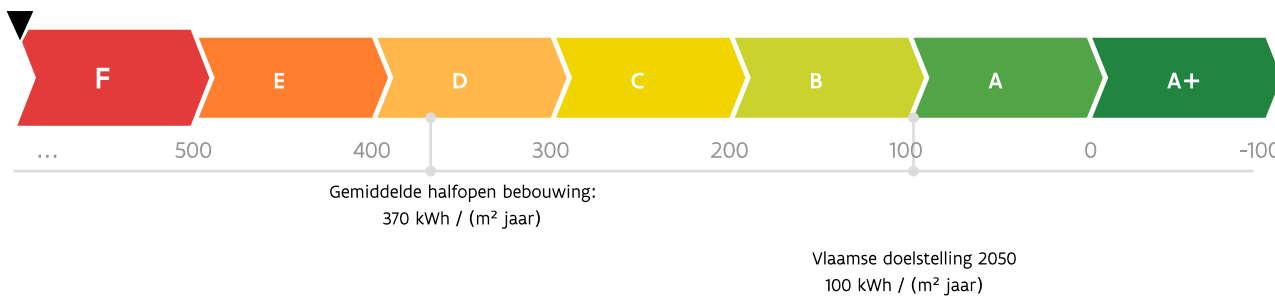 F E D C B A A+
... 500 400 300 200 100 0 -100
Gemiddelde halfopen bebouwing:
370 kWh / (m² jaar)
Vlaamse doelstelling 2050
100 kWh / (m² jaar)